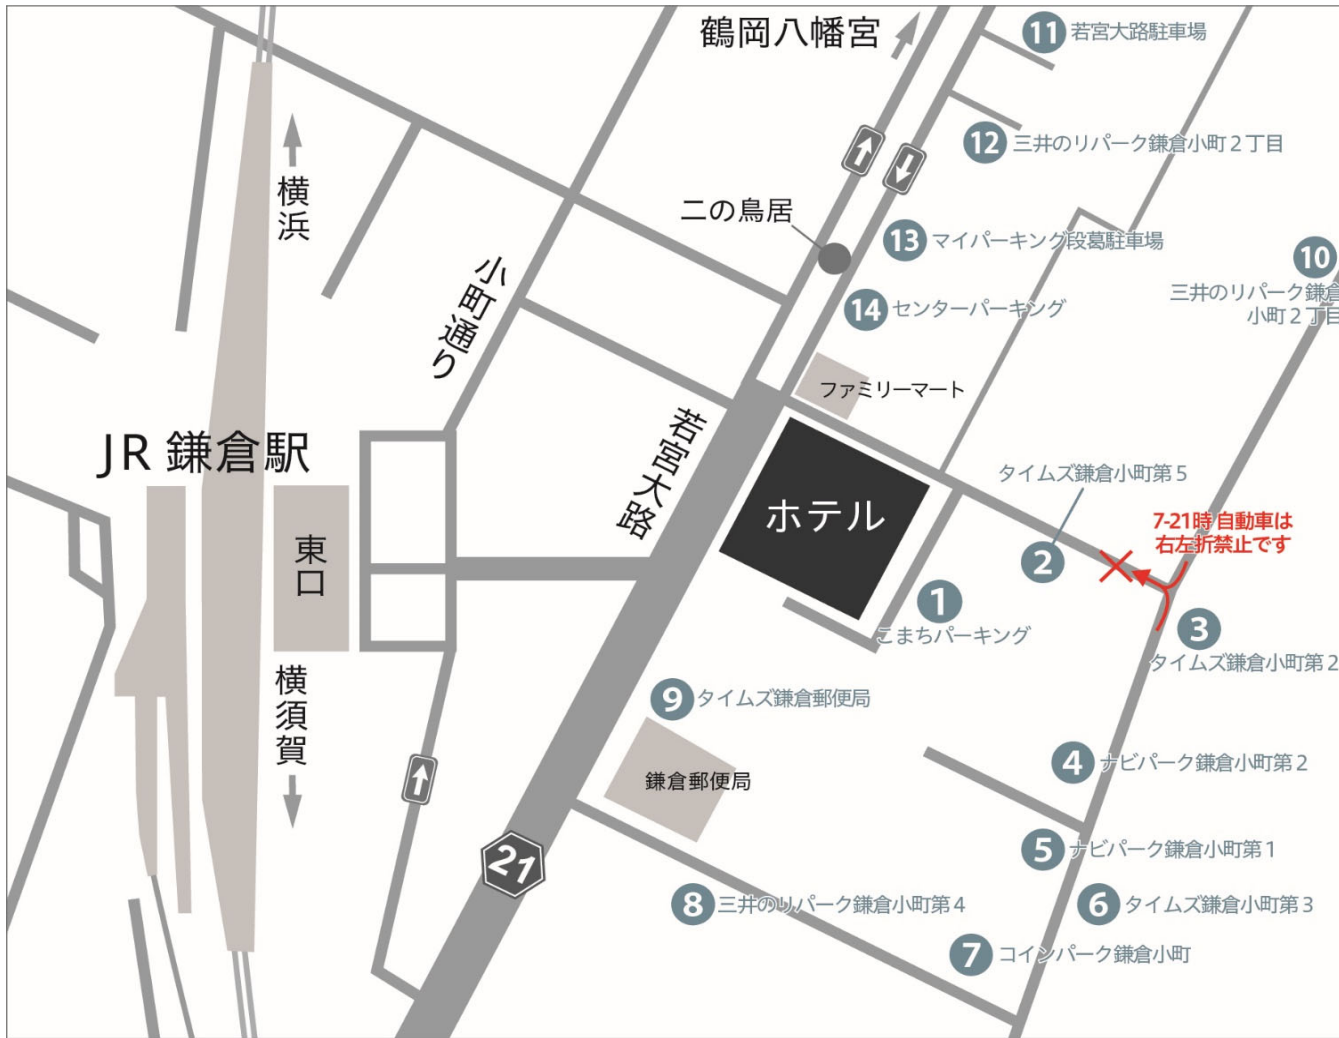 鶴岡八幡宮
11 若宮大路駐車場
12 三井のリパーク鎌倉小町2丁目
横浜
二の鳥居
13 マイパーキング段葛駐車場
10
三井のリパーク鎌倉
小町2丁目
小町通り
14 センターパーキング
ファミリーマート
若宮大路
JR 鎌倉駅
タイムズ鎌倉小町第5
2
ホテル
7-21時 自動車は
右左折禁止です
東口
1
こまちパーキング
3
タイムズ鎌倉小町第2
横須賀
9 タイムズ鎌倉郵便局
鎌倉郵便局
4 ナビパーク鎌倉小町第2
21
5 ナビパーク鎌倉小町第1
8 三井のリパーク鎌倉小町第4
6 タイムズ鎌倉小町第3
7 コインパーク鎌倉小町